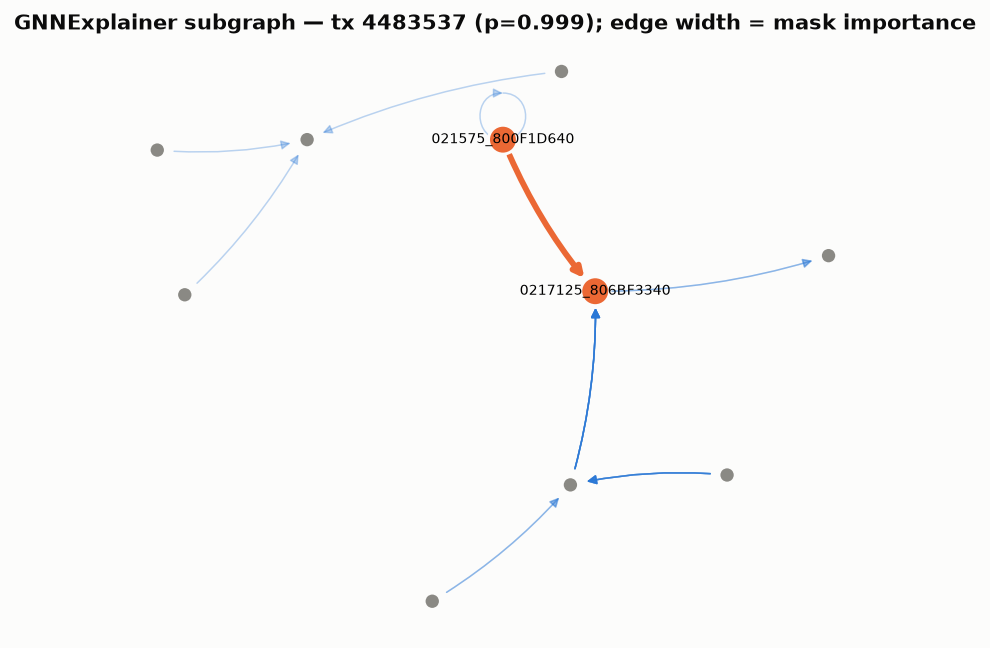 GNNExplainer subgraph — tx 4483537 (p=0.999); edge width = mask importance
021575_800F1D640
0217125_806BF3340